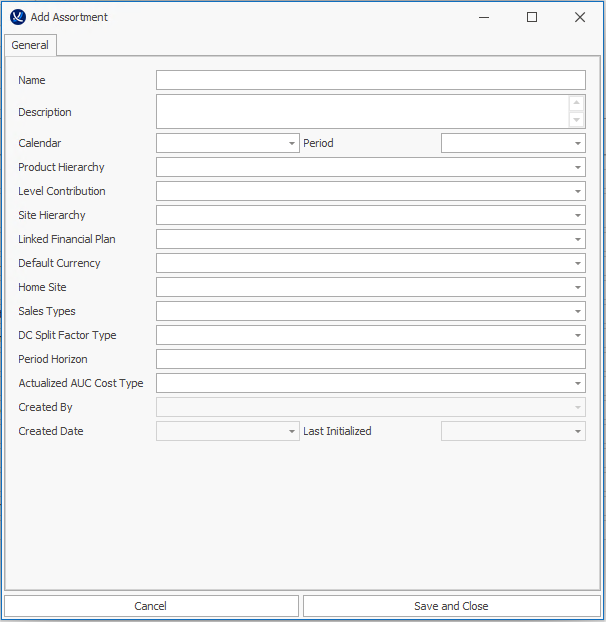 Add Assortment
General
Name
Description
Calendar Period
Product Hierarchy
Level Contribution
Site Hierarchy
Linked Financial Plan
Default Currency
Home Site
Sales Types
DC Split Factor Type
Period Horizon
Actualized AUC Cost Type
Created By
Created Date Last Initialized
Cancel Save and Close